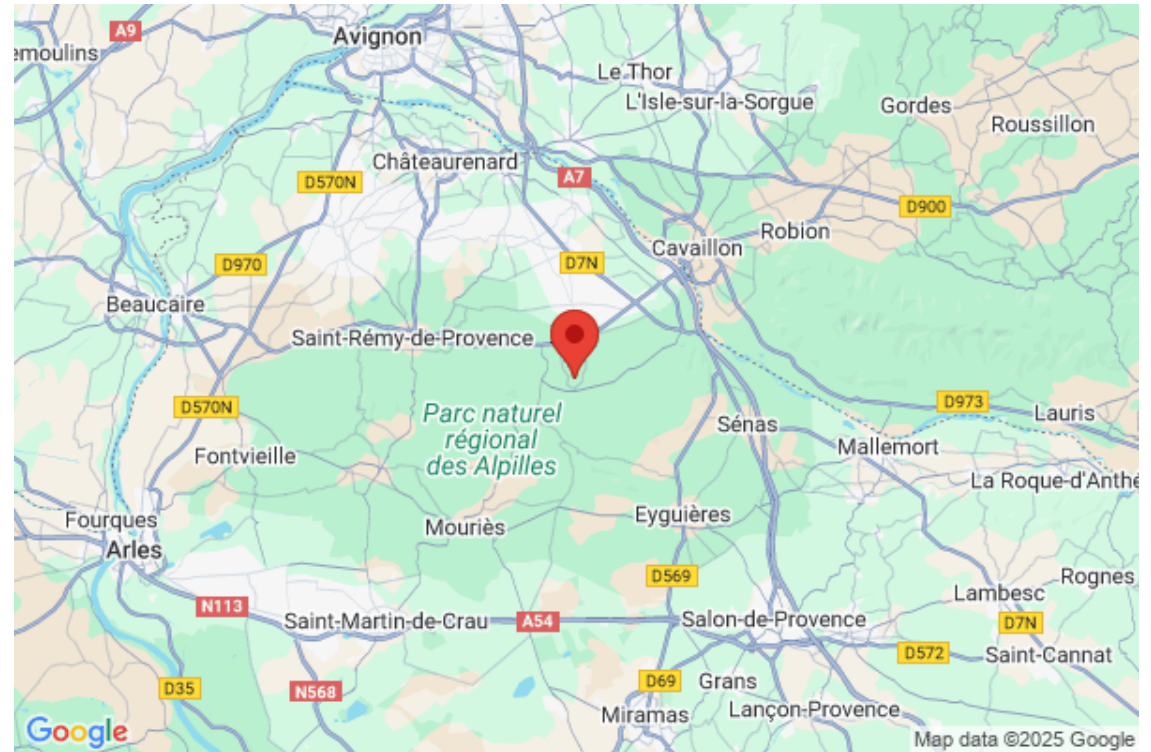 A9
Avignon
emoulins
Le Thor
L'Isle-sur-la-Sorgue
Gordes
Roussillon
Châteaurenard
A7
D570N
D900
Robion
Cavaillon
D970
D7N
Beaucaire
Saint-Rémy-de-Provence
D570N
Parc naturel
régional
des Alpilles
D973
Lauris
Sénas
Mallemort
Fontvieille
La Roque-d'Anthé
Fourques
Arles
Mouriès
Eyguières
D569
Rognes
Lambesc
N113
Saint-Martin-de-Crau
A54
Salon-de-Provence
D7N
D572
Saint-Cannat
D35
N568
D69
Grans
Miramas
Lançon-Provence
Google
Map data ©2025 Google